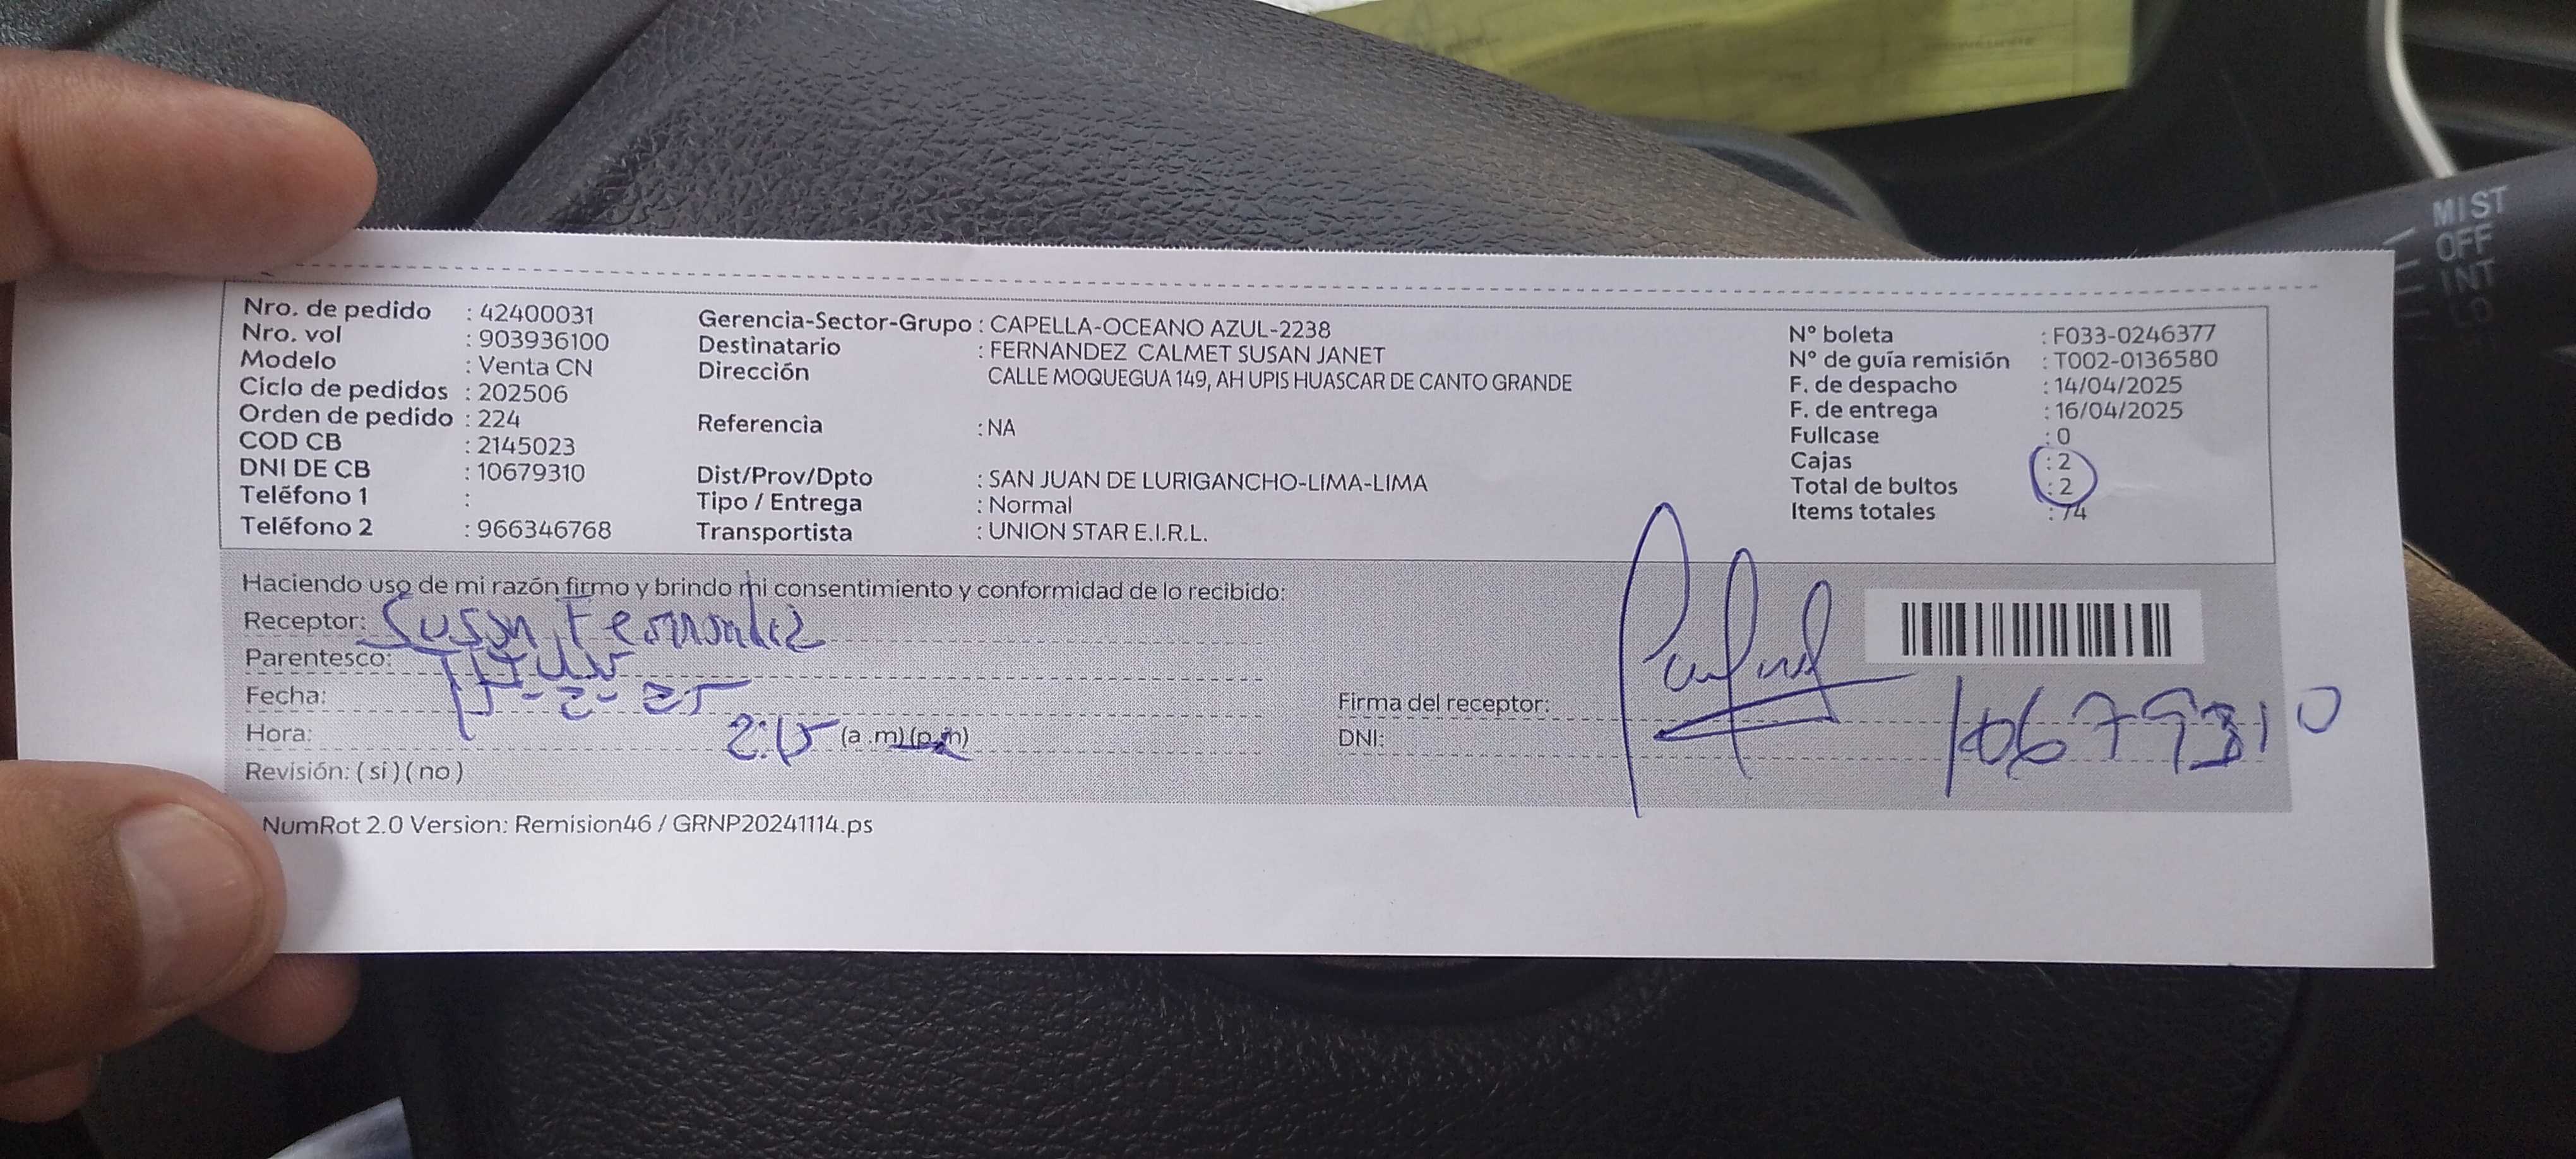 Nro. de pedido : 42400031
Nro. vol : 903936100
Modelo : Venta CN
Ciclo de pedidos : 202506
Orden de pedido : 224
COD CB : 2145023
DNI DE CB : 10679310
Teléfono 1 :
Teléfono 2 : 966346768
Gerencia-Sector-Grupo : CAPELLA-OCEANO AZUL-2238
Destinatario : FERNANDEZ CALMET SUSAN JANET
Dirección CALLE MOQUEGUA 149, AH UPIS HUASCAR DE CANTO GRANDE
Referencia : NA
Dist/Prov/Dpto : SAN JUAN DE LURIGANCHO-LIMA-LIMA
Tipo / Entrega : Normal
Transportista : UNION STAR E.I.R.L.
N° boleta : F033-0246377
N° de guía remisión : T002-0136580
F. de despacho : 14/04/2025
F. de entrega : 16/04/2025
Fullcase : 0
Cajas : 2
Total de bultos : 2
Items totales : 74
Haciendo uso de mi razón firmo y brindo mi consentimiento y conformidad de lo recibido:
Receptor: Susan Fernandez
Parentesco: Titular
Fecha:
Hora: 2:15 (a.m) (p.m)
Revisión: ( si ) ( no )
Firma del receptor:
DNI: 10679310
NumRot 2.0 Version: Remision46 / GRNP20241114.ps
MIST
OFF
INT
LO